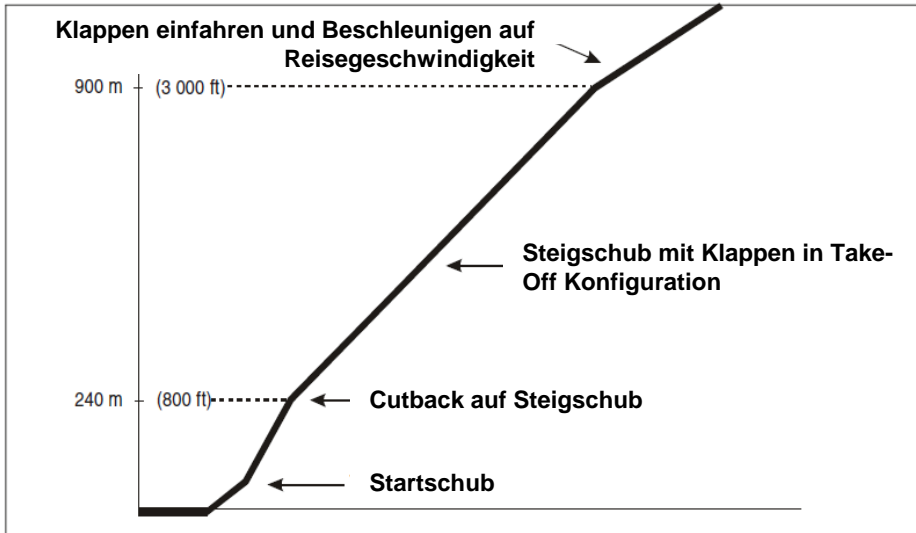 Klappen einfahren und Beschleunigen auf
Reisegeschwindigkeit
900 m (3 000 ft)
Steigschub mit Klappen in Take-
Off Konfiguration
240 m (800 ft)
Cutback auf Steigschub
Startschub